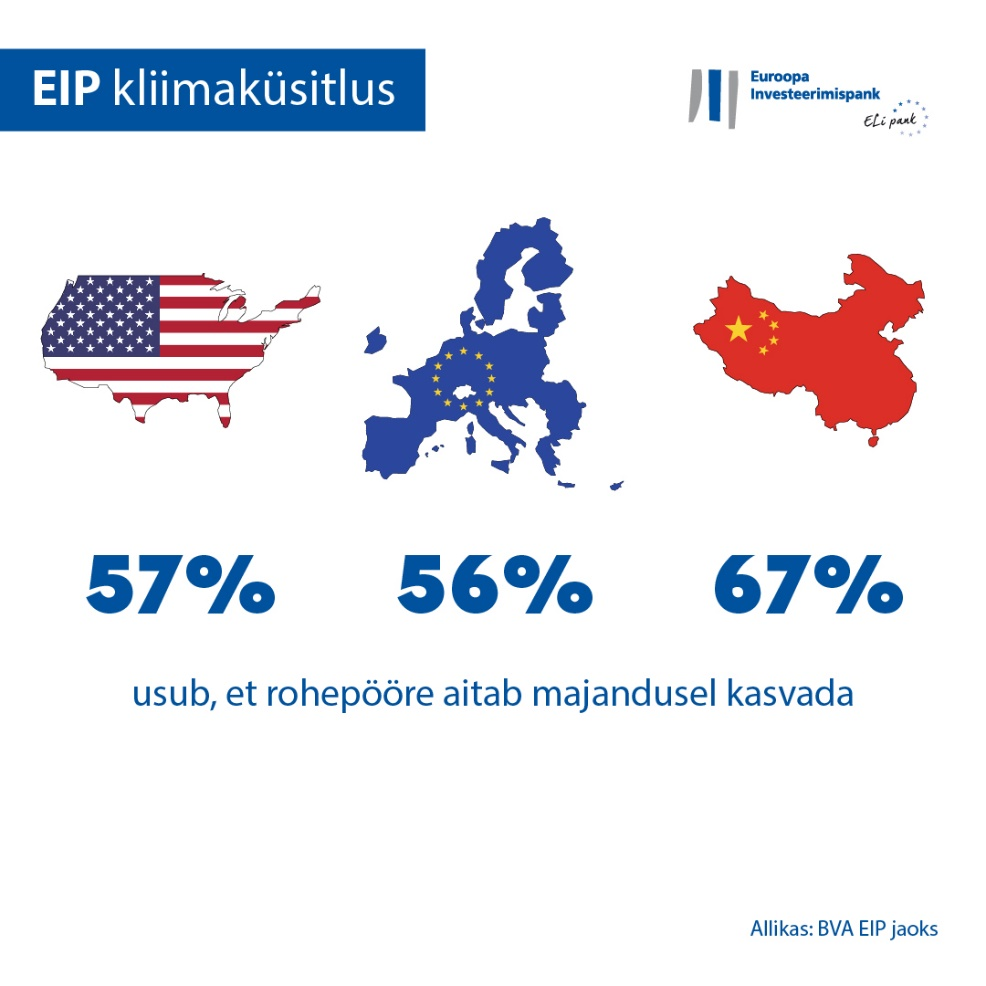 EIP kliimaküsitlus
Euroopa
Investeerimispank
ELi pank
57% 56% 67%
usub, et rohepööre aitab majandusel kasvada
Allikas: BVA EIP jaoks